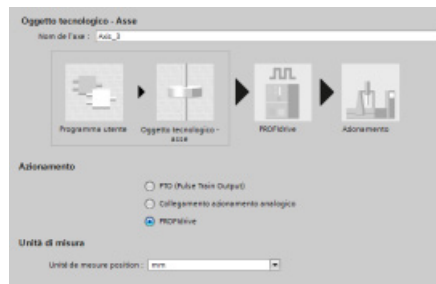 Oggetto tecnologico - Asse
Nom de l'axe : Axis_3
Programma utente
Oggetto tecnologico - asse
PROFIdrive
Azionamento
Azionamento
PTO (Pulse Train Output)
Collegamento azionamento analogico
PROFIdrive
Unità di misura
Unité de mesure position : mm